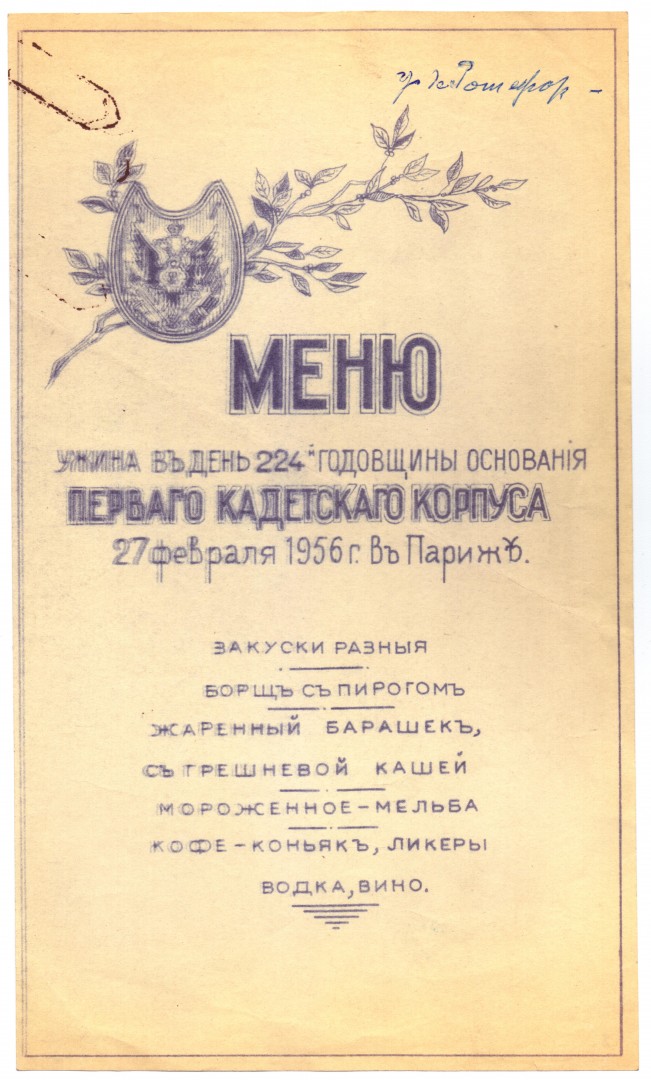 Рошефор –
МЕНЮ
УЖИНА ВЪ ДЕНЬ 224й ГОДОВЩИНЫ ОСНОВАНІЯ
ПЕРВАГО КАДЕТСКАГО КОРПУСА
27 февраля 1956 г. Въ Парижѣ.
ЗАКУСКИ РАЗНЫЯ
БОРЩЪ СЪ ПИРОГОМЪ
ЖАРЕННЫЙ БАРАШЕКЪ,
СЪ ГРЕШНЕВОЙ КАШЕЙ
МОРОЖЕННОЕ – МЕЛЬБА
КОФЕ – КОНЬЯКЪ, ЛИКЕРЫ
ВОДКА, ВИНО.